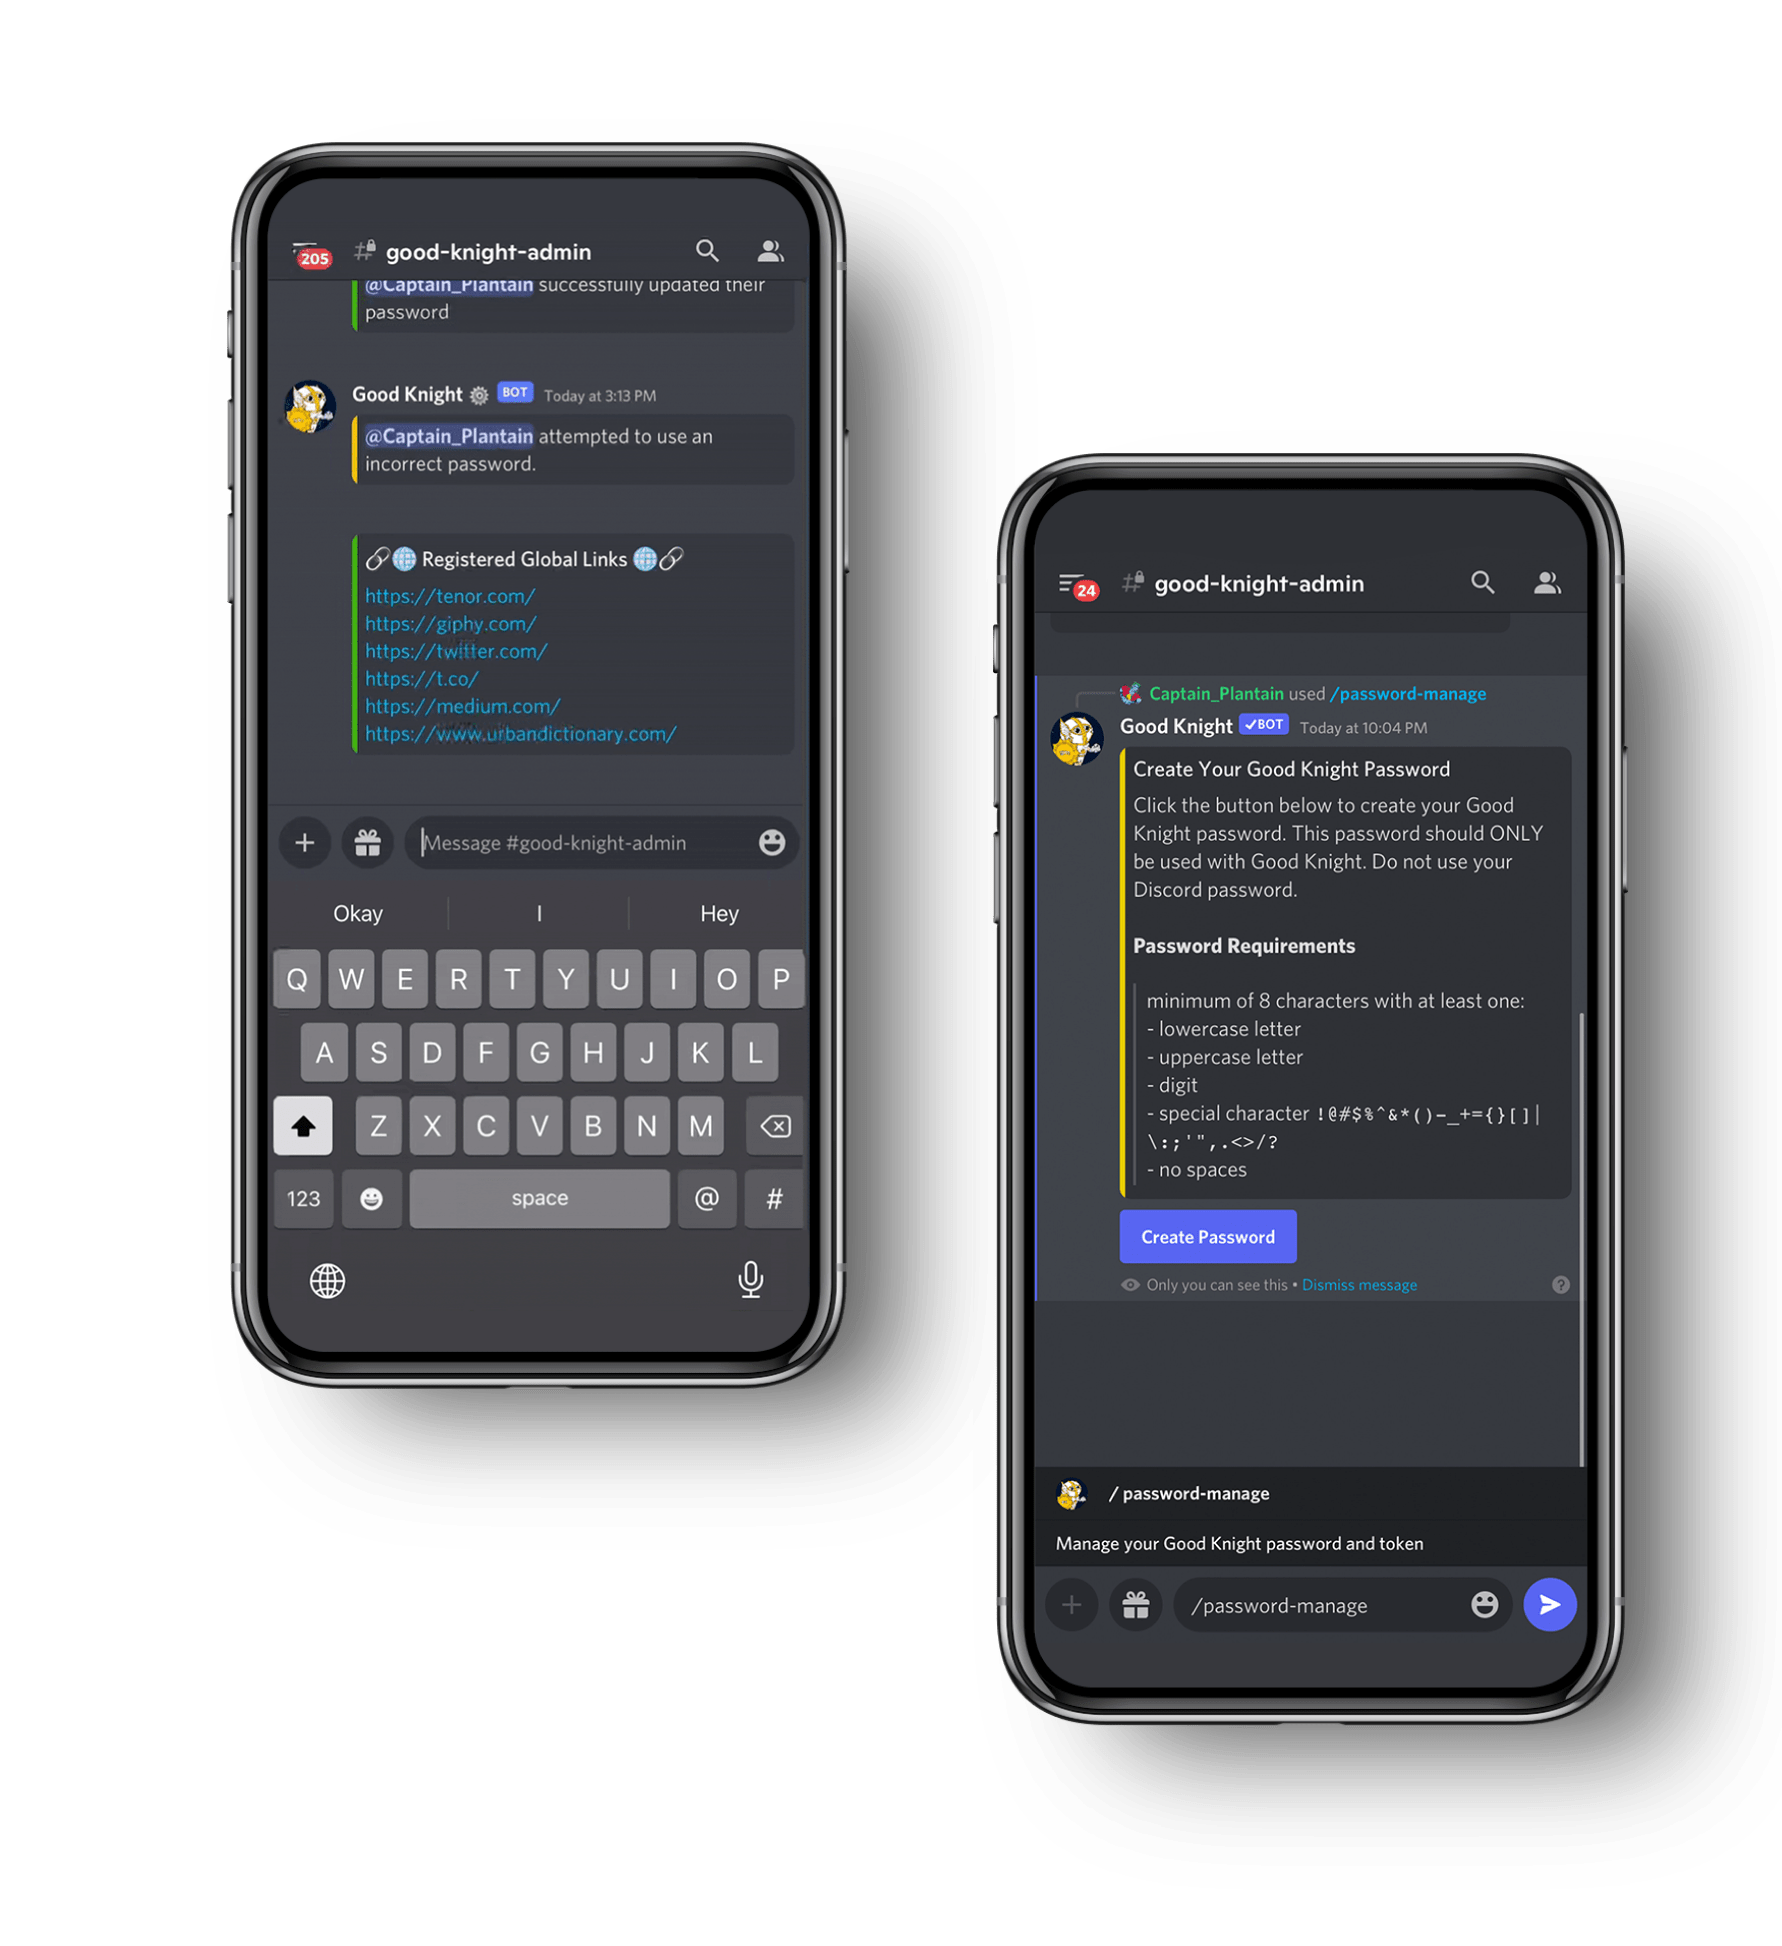 205 good-knight-admin
@Captain_Plantain successfully updated their
password
Good Knight BOT Today at 3:13 PM
@Captain_Plantain attempted to use an
incorrect password.
Registered Global Links
https://tenor.com/
https://giphy.com/
https://twitter.com/
https://t.co/
https://medium.com/
https://www.urbandictionary.com/
Message #good-knight-admin
Okay I Hey
Q W E R T Y U I O P
A S D F G H J K L
Z X C V B N M
123 space @ #
24 good-knight-admin
Captain_Plantain used /password-manage
Good Knight ✓BOT Today at 10:04 PM
Create Your Good Knight Password
Click the button below to create your Good
Knight password. This password should ONLY
be used with Good Knight. Do not use your
Discord password.
Password Requirements
minimum of 8 characters with at least one:
- lowercase letter
- uppercase letter
- digit
- special character !@#$%^&*()-_+={}[]|
\:;'",.<>/?
- no spaces
Create Password
Only you can see this • Dismiss message ?
/ password-manage
Manage your Good Knight password and token
/password-manage